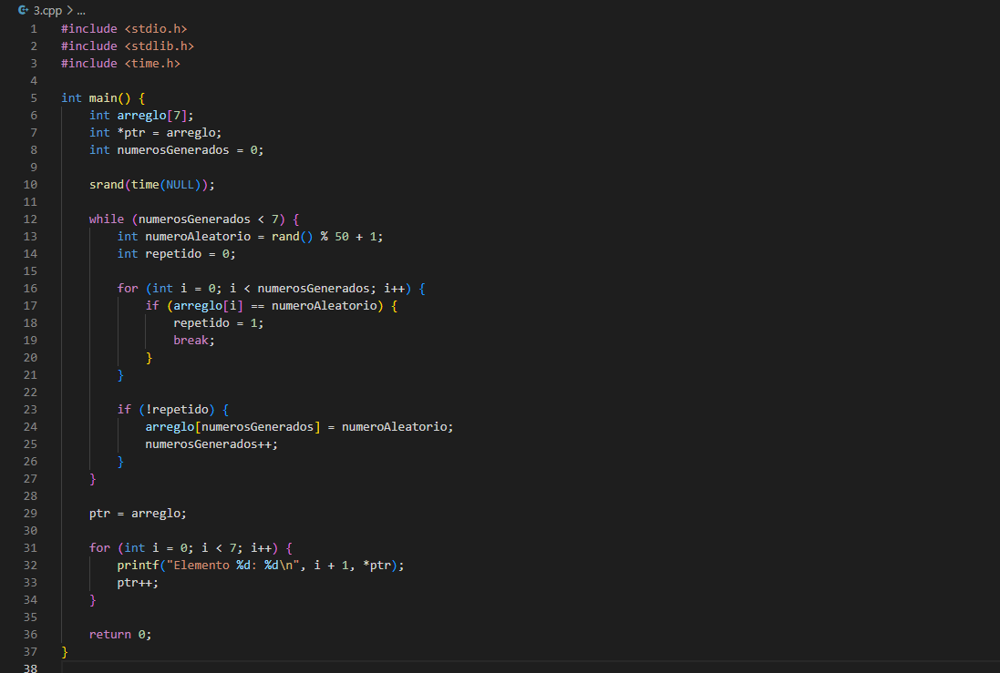 3.cpp > ...
1 #include <stdio.h>
2 #include <stdlib.h>
3 #include <time.h>
4
5 int main() {
6     int arreglo[7];
7     int *ptr = arreglo;
8     int numerosGenerados = 0;
9
10     srand(time(NULL));
11
12     while (numerosGenerados < 7) {
13         int numeroAleatorio = rand() % 50 + 1;
14         int repetido = 0;
15
16         for (int i = 0; i < numerosGenerados; i++) {
17             if (arreglo[i] == numeroAleatorio) {
18                 repetido = 1;
19                 break;
20             }
21         }
22
23         if (!repetido) {
24             arreglo[numerosGenerados] = numeroAleatorio;
25             numerosGenerados++;
26         }
27     }
28
29     ptr = arreglo;
30
31     for (int i = 0; i < 7; i++) {
32         printf("Elemento %d: %d\n", i + 1, *ptr);
33         ptr++;
34     }
35
36     return 0;
37 }
38